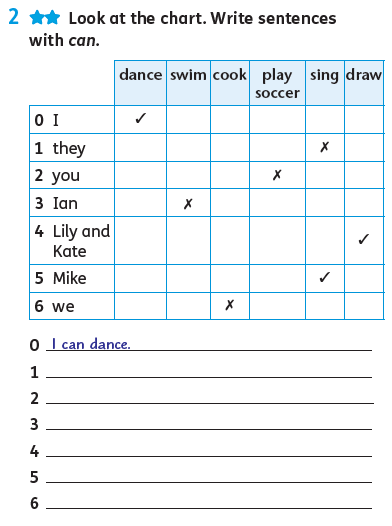 2 ★★ Look at the chart. Write sentences
with can.
dance swim cook play soccer sing draw
0 I ✓
1 they ✗
2 you ✗
3 Ian ✗
4 Lily and Kate ✓
5 Mike ✓
6 we ✗
0 I can dance.
1
2
3
4
5
6